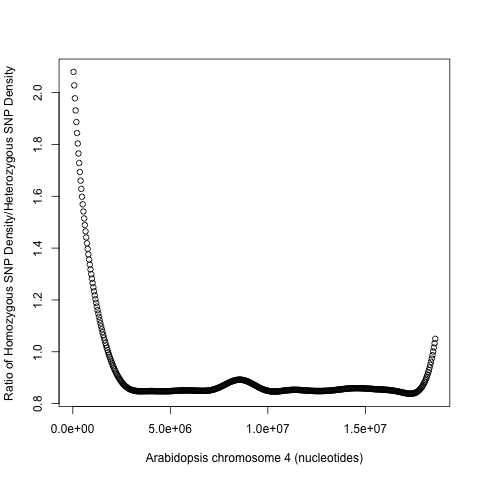 Ratio of Homozygous SNP Density/Heterozygous SNP Density
2.0
1.8
1.6
1.4
1.2
1.0
0.8
0.0e+00 5.0e+06 1.0e+07 1.5e+07
Arabidopsis chromosome 4 (nucleotides)